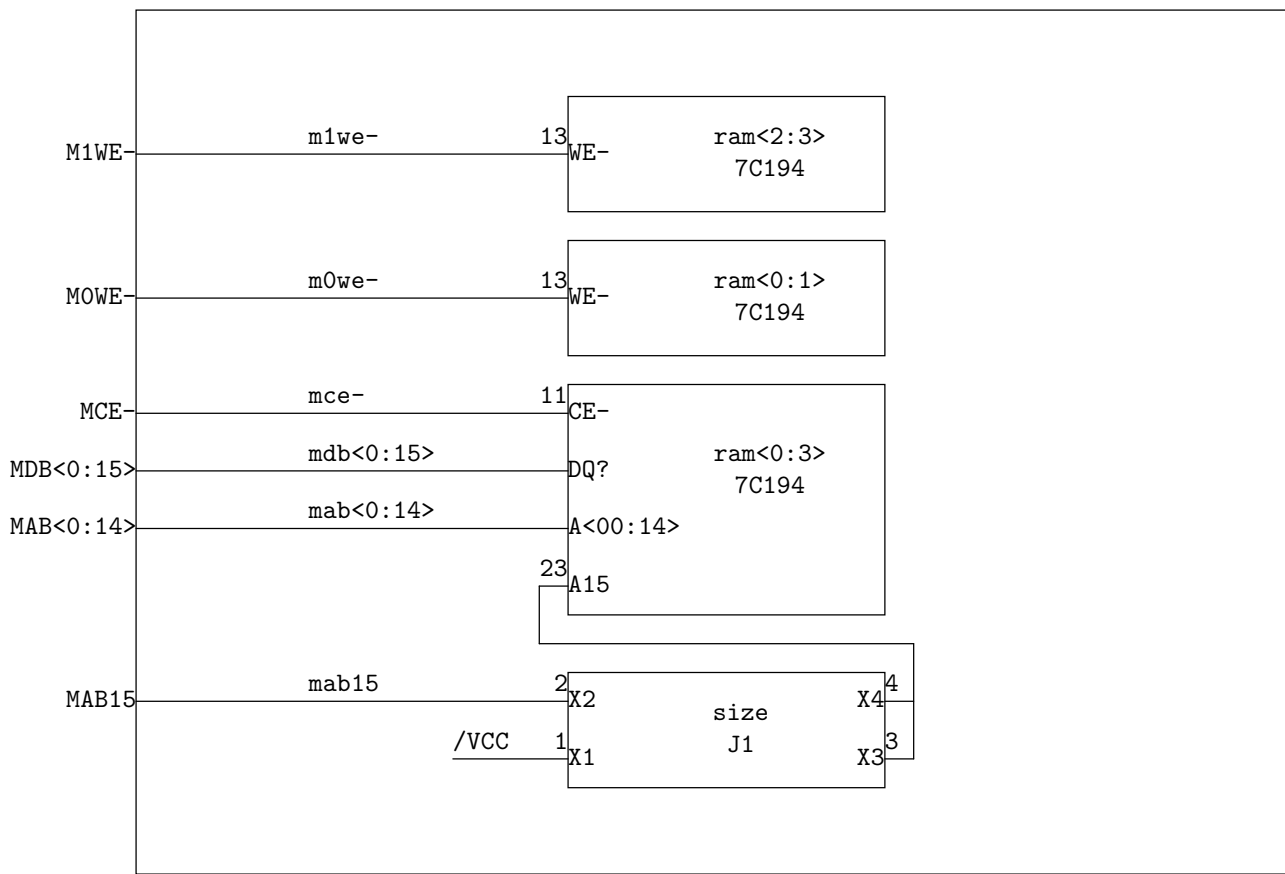 m1we-
13
ram<2:3>
M1WE-
WE-
7C194
m0we-
13
ram<0:1>
M0WE-
WE-
7C194
mce-
11
MCE-
CE-
mdb<0:15>
ram<0:3>
MDB<0:15>
DQ?
7C194
mab<0:14>
MAB<0:14>
A<00:14>
23
A15
mab15
2
4
MAB15
X2
size
X4
/VCC
1
J1
3
X1
X3